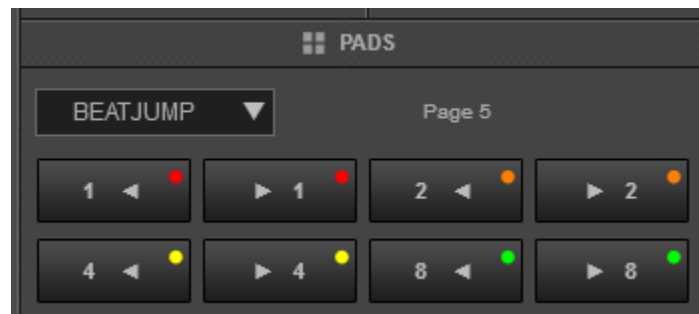 PADS
BEATJUMP ▼ Page 5
1 ◀ ▶ 1 2 ◀ ▶ 2
4 ◀ ▶ 4 8 ◀ ▶ 8